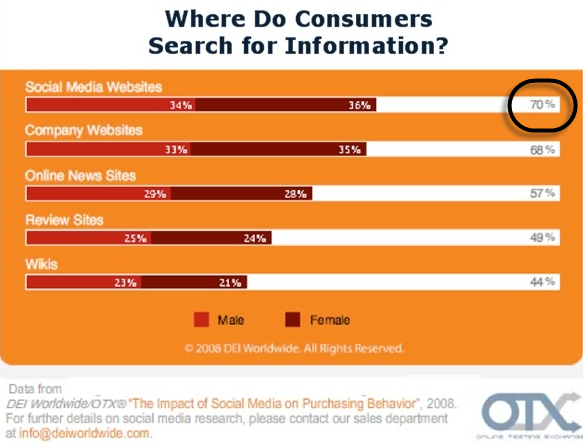 Where Do Consumers
Search for Information?
Social Media Websites
34% 36% 70%
Company Websites
33% 35% 68%
Online News Sites
29% 28% 57%
Review Sites
25% 24% 49%
Wikis
23% 21% 44%
Male Female
© 2008 DEI Worldwide. All Rights Reserved.
Data from
DEI Worldwide/OTX® "The Impact of Social Media on Purchasing Behavior", 2008.
For further details on social media research, please contact our sales department
at info@deiworldwide.com.
OTX
ONLINE TESTING EXCHANGE